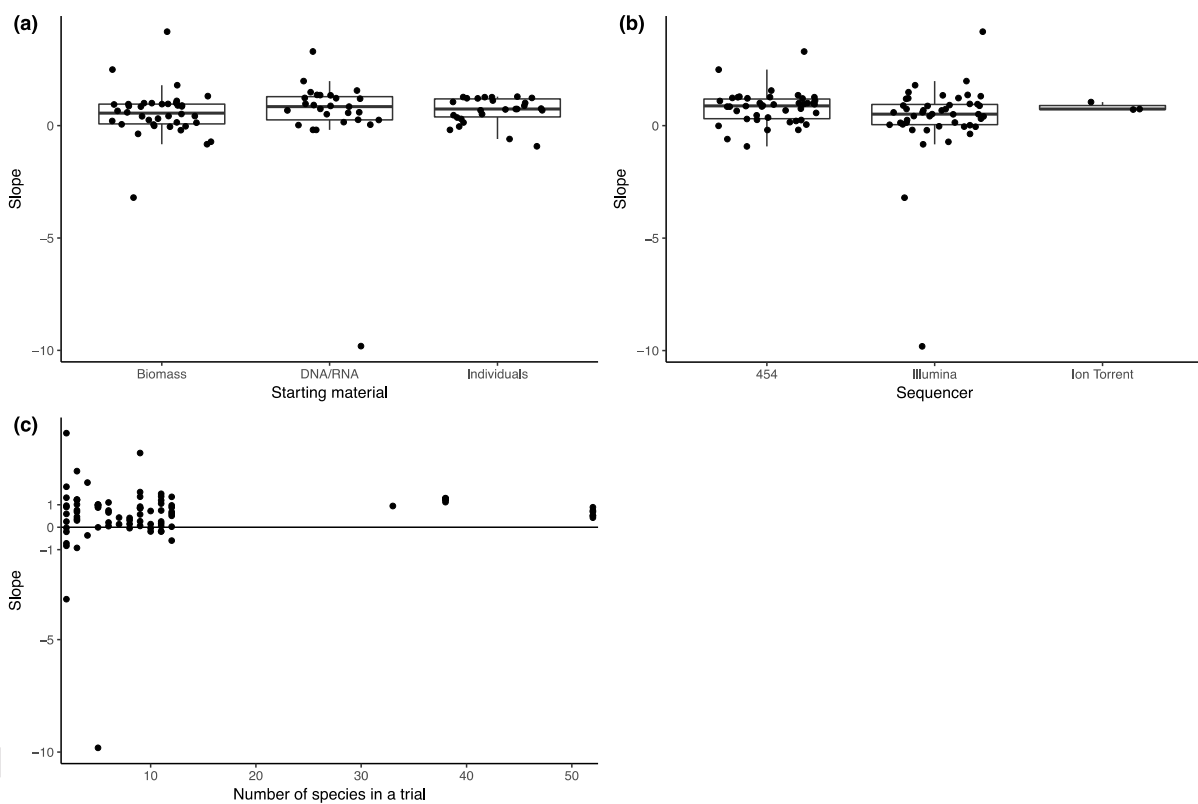 (a)
0
−5
−10
Slope
Biomass
DNA/RNA
Individuals
Starting material
(b)
0
−5
−10
Slope
454
Illumina
Ion Torrent
Sequencer
(c)
1
0
−1
−5
−10
Slope
10
20
30
40
50
Number of species in a trial